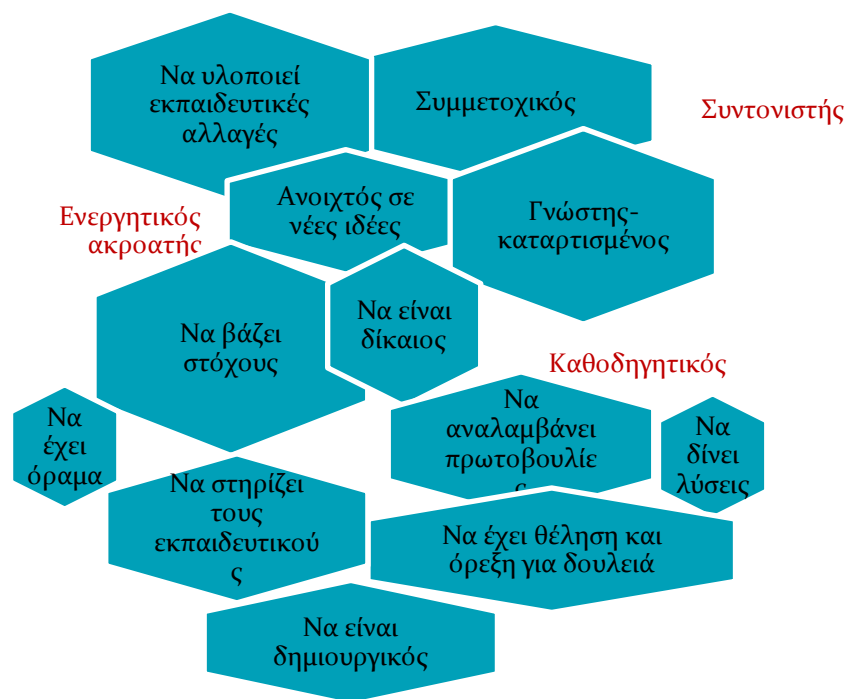 Να υλοποιεί
εκπαιδευτικές
αλλαγές
Συμμετοχικός
Συντονιστής
Ανοιχτός σε
νέες ιδέες
Γνώστης-
καταρτισμένος
Ενεργητικός
ακροατής
Να βάζει
στόχους
Να είναι
δίκαιος
Καθοδηγητικός
Να
έχει
όραμα
Να
αναλαμβάνει
πρωτοβουλίε
ς
Να
δίνει
λύσεις
Να στηρίζει
τους
εκπαιδευτικού
ς
Να έχει θέληση και
όρεξη για δουλειά
Να είναι
δημιουργικός